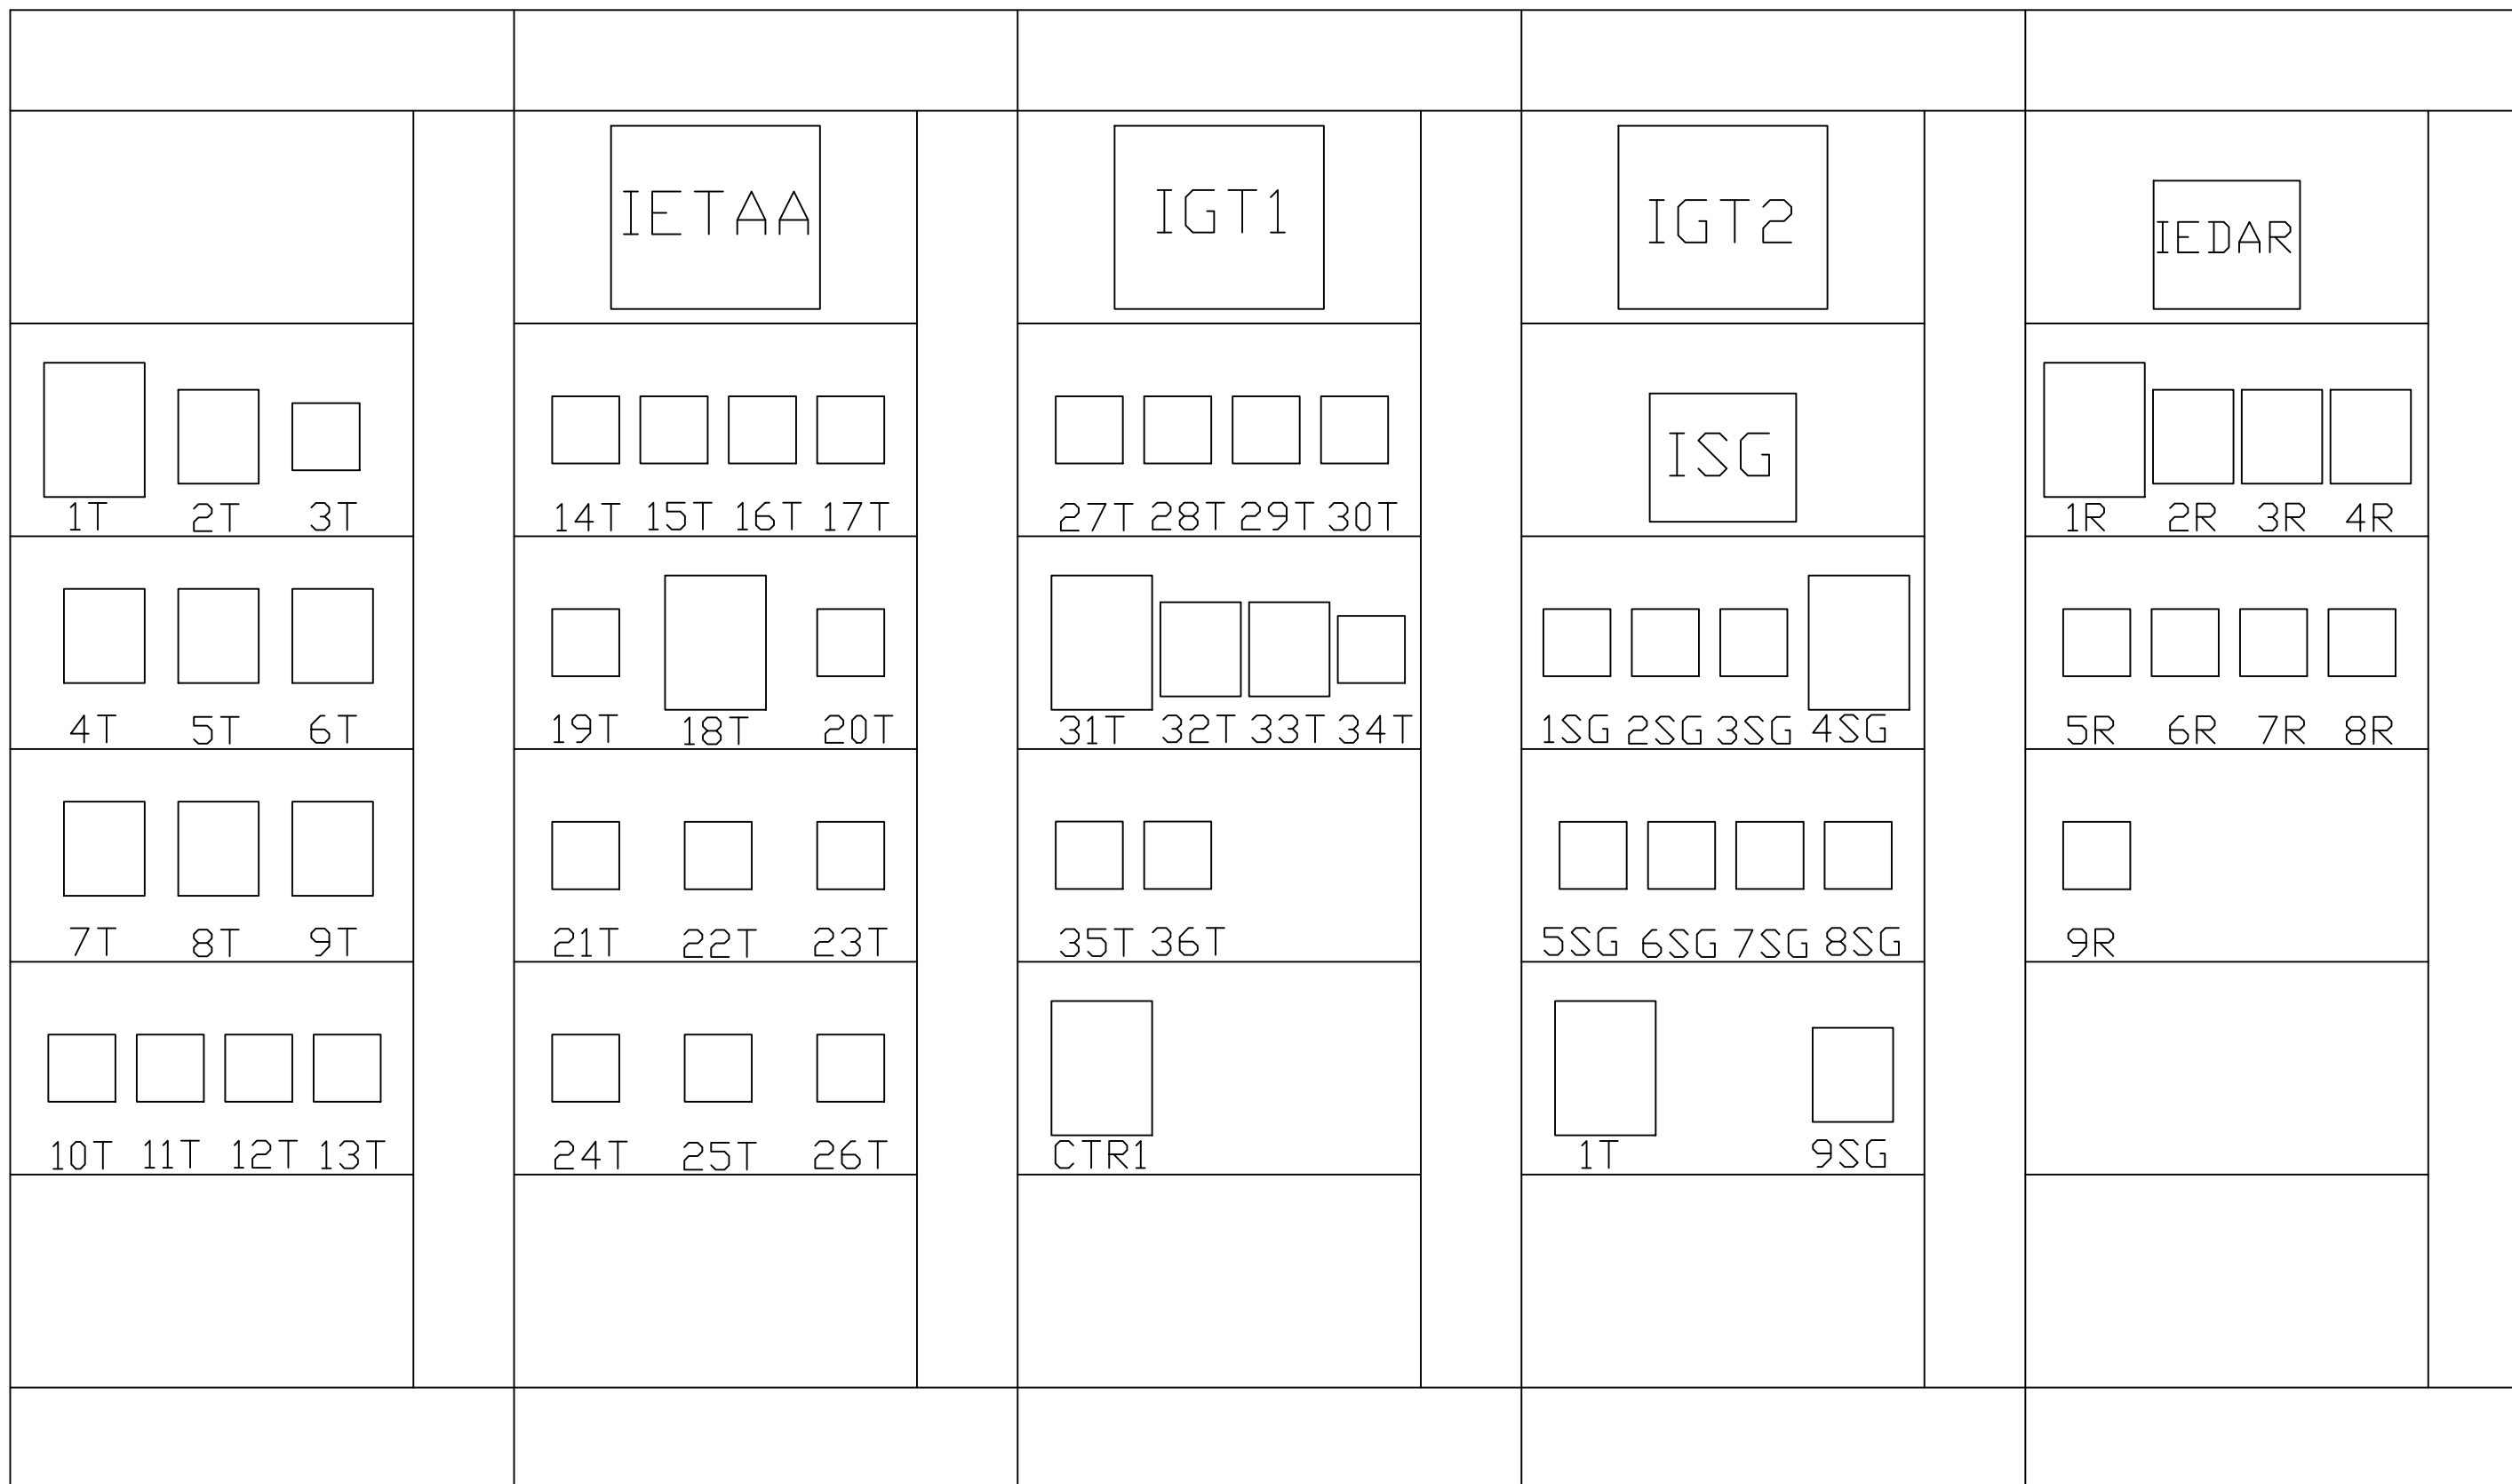 IETAA IGT1 IGT2 IEDAR
ISG
1T 2T 3T 14T 15T 16T 17T 27T 28T 29T 30T 1R 2R 3R 4R
4T 5T 6T 19T 18T 20T 31T 32T 33T 34T 1SG 2SG 3SG 4SG 5R 6R 7R 8R
7T 8T 9T 21T 22T 23T 35T 36T 5SG 6SG 7SG 8SG 9R
10T 11T 12T 13T 24T 25T 26T CTR1 1T 9SG